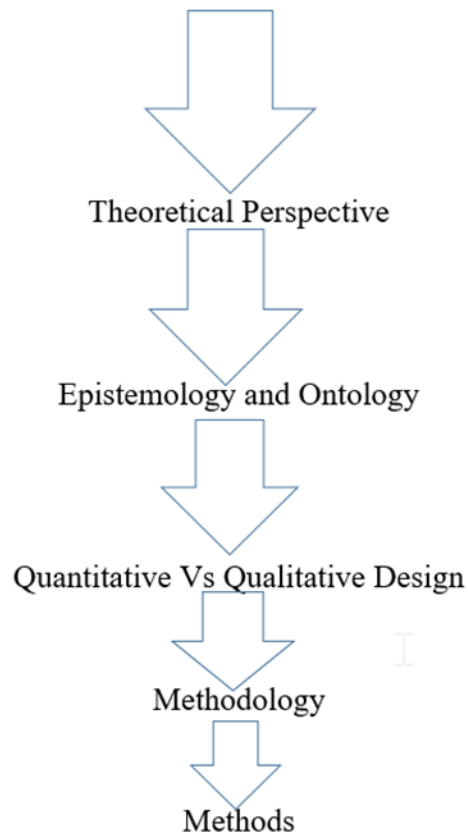 Theoretical Perspective
Epistemology and Ontology
Quantitative Vs Qualitative Design
Methodology
Methods